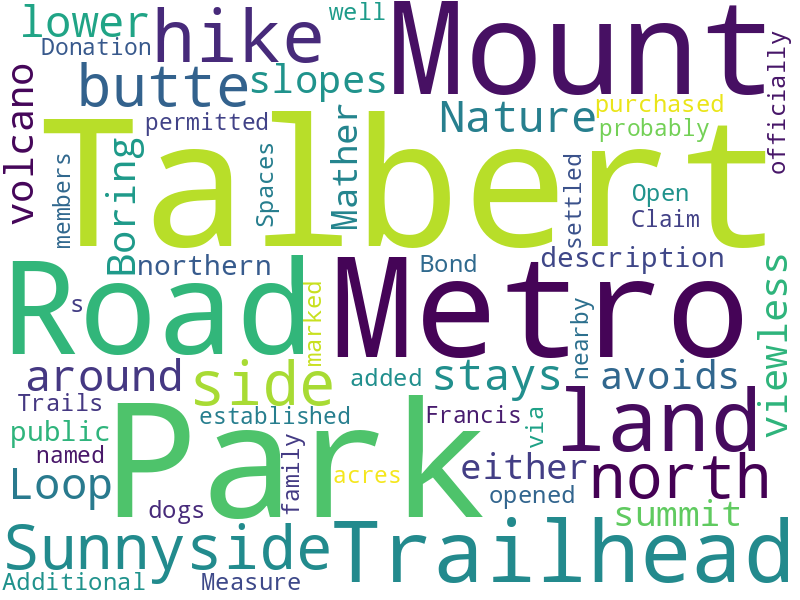 lower
hike
well
Mount
Donation
butte
slopes
officially
volcano
permitted
Nature
purchased
probably
Talbert
members
Boring
Spaces
Mather
settled
Open
Claim
northern
Bond
description
viewless
Road
s
marked
Metro
nearby
around
side
added
stays
avoids
Trails
established
Francis
via
land
public
named
Park
family
acres
either
north
Loop
dogs
opened
summit
Sunnyside
Trailhead
Additional
Measure